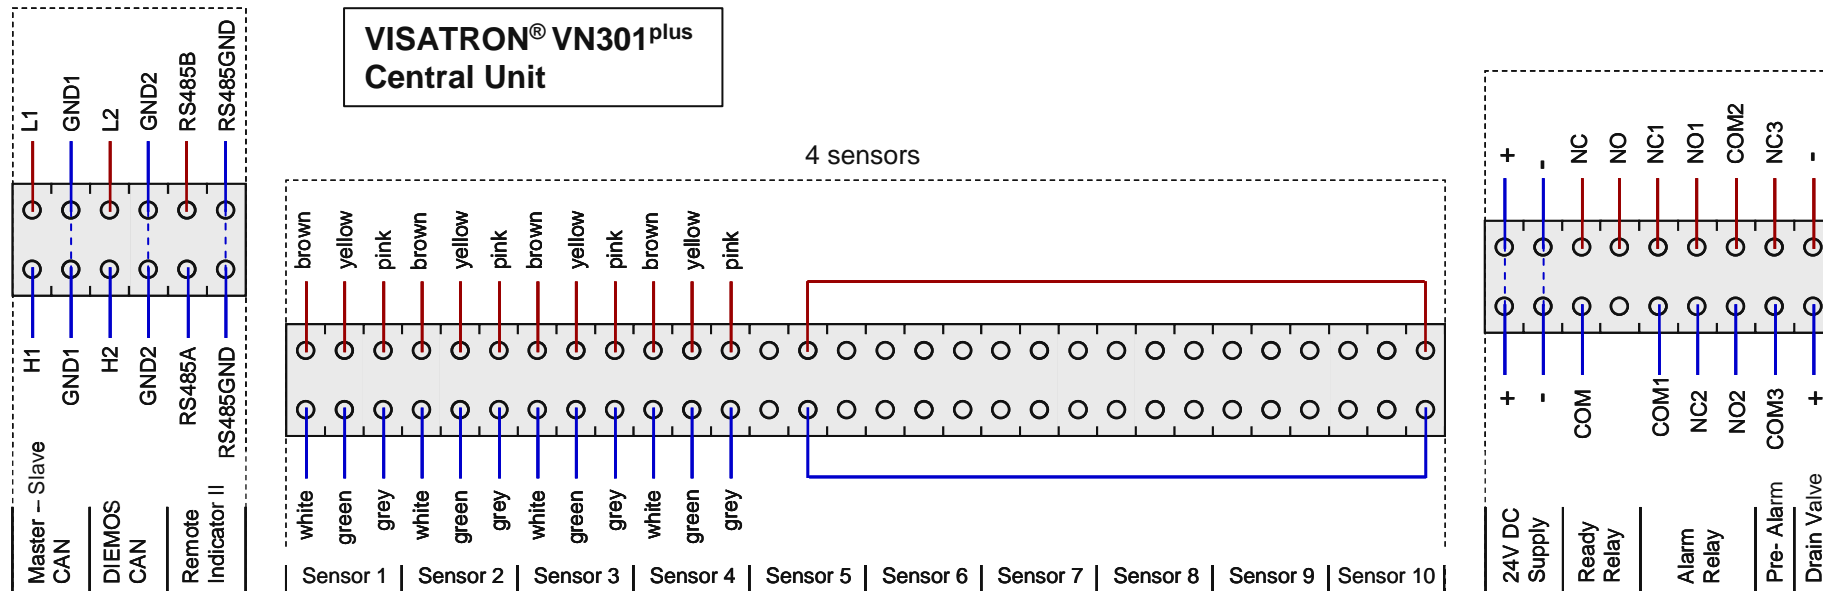 VISATRON® VN301plus
Central Unit
4 sensors
L1
GND1
L2
GND2
RS485B
RS485GND
H1
GND1
H2
GND2
RS485A
RS485GND
Master – Slave
CAN
DIEMOS
CAN
Remote
Indicator II
brown
yellow
pink
brown
yellow
pink
brown
yellow
pink
brown
yellow
pink
white
green
grey
white
green
grey
white
green
grey
white
green
grey
Sensor 1
Sensor 2
Sensor 3
Sensor 4
Sensor 5
Sensor 6
Sensor 7
Sensor 8
Sensor 9
Sensor 10
+
-
NC
NO
NC1
NO1
COM2
NC3
-
+
-
COM
COM1
NC2
NO2
COM3
+
24V DC
Supply
Ready
Relay
Alarm
Relay
Pre- Alarm
Drain Valve